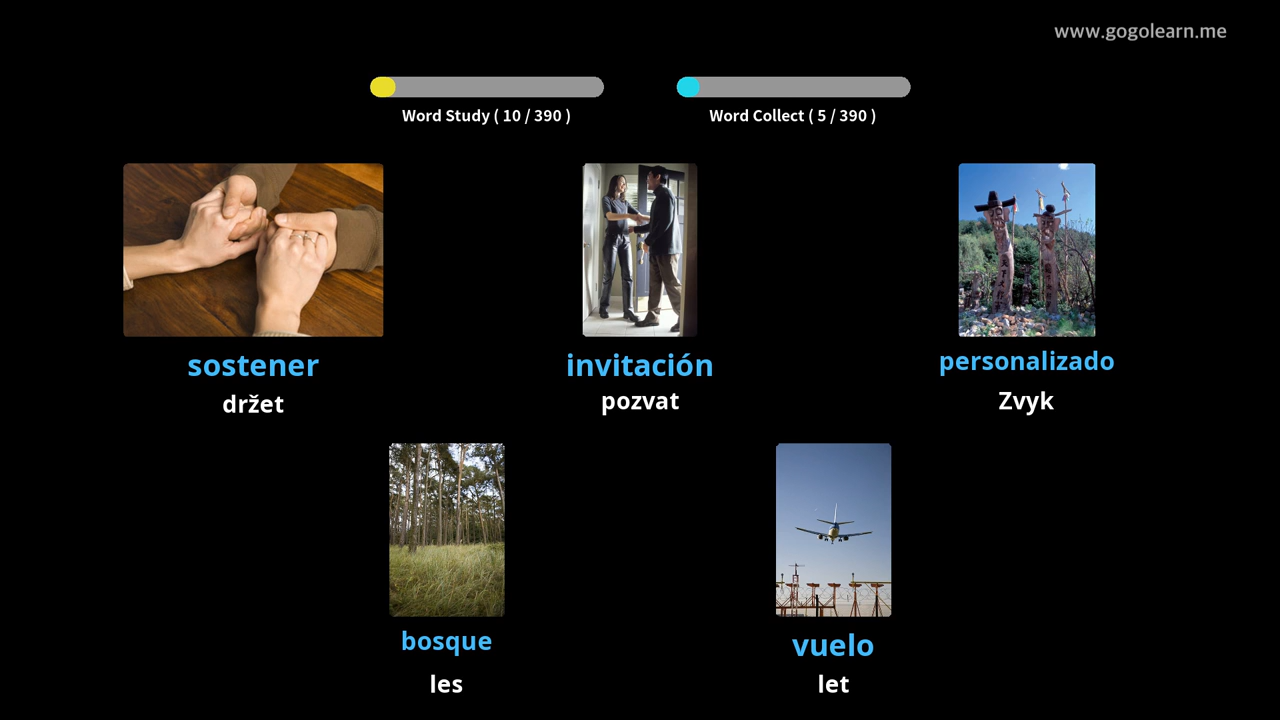 www.gogolearn.me
Word Study ( 10 / 390 )
Word Collect ( 5 / 390 )
sostener
držet
invitación
pozvat
personalizado
Zvyk
bosque
les
vuelo
let